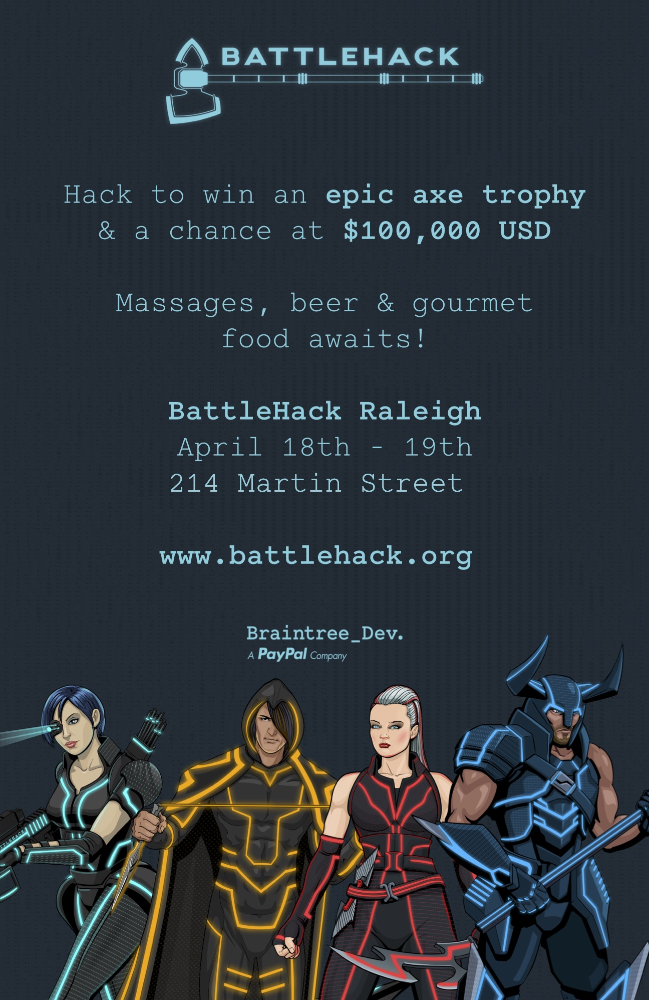 BATTLEHACK
Hack to win an epic axe trophy
& a chance at $100,000 USD
Massages, beer & gourmet
food awaits!
BattleHack Raleigh
April 18th - 19th
214 Martin Street
www.battlehack.org
Braintree_Dev.
A PayPal Company
TTLEHACK